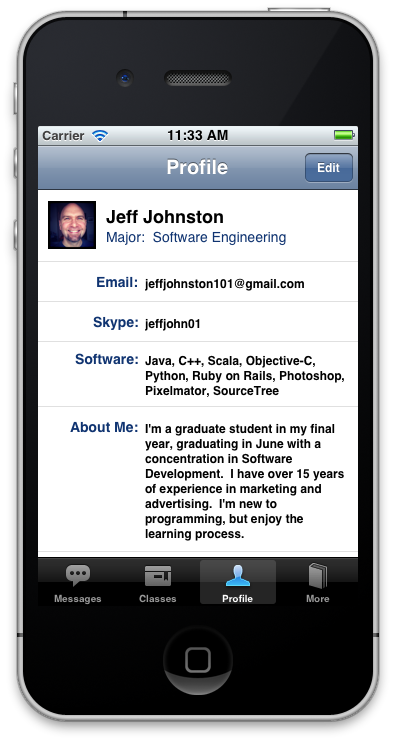 Carrier 11:33 AM
Profile Edit
Jeff Johnston
Major:  Software Engineering
Email: jeffjohnston101@gmail.com
Skype: jeffjohn01
Software: Java, C++, Scala, Objective-C,
Python, Ruby on Rails, Photoshop,
Pixelmator, SourceTree
About Me: I'm a graduate student in my final
year, graduating in June with a
concentration in Software
Development.  I have over 15 years
of experience in marketing and
advertising.  I'm new to
programming, but enjoy the
learning process.
Messages Classes Profile More